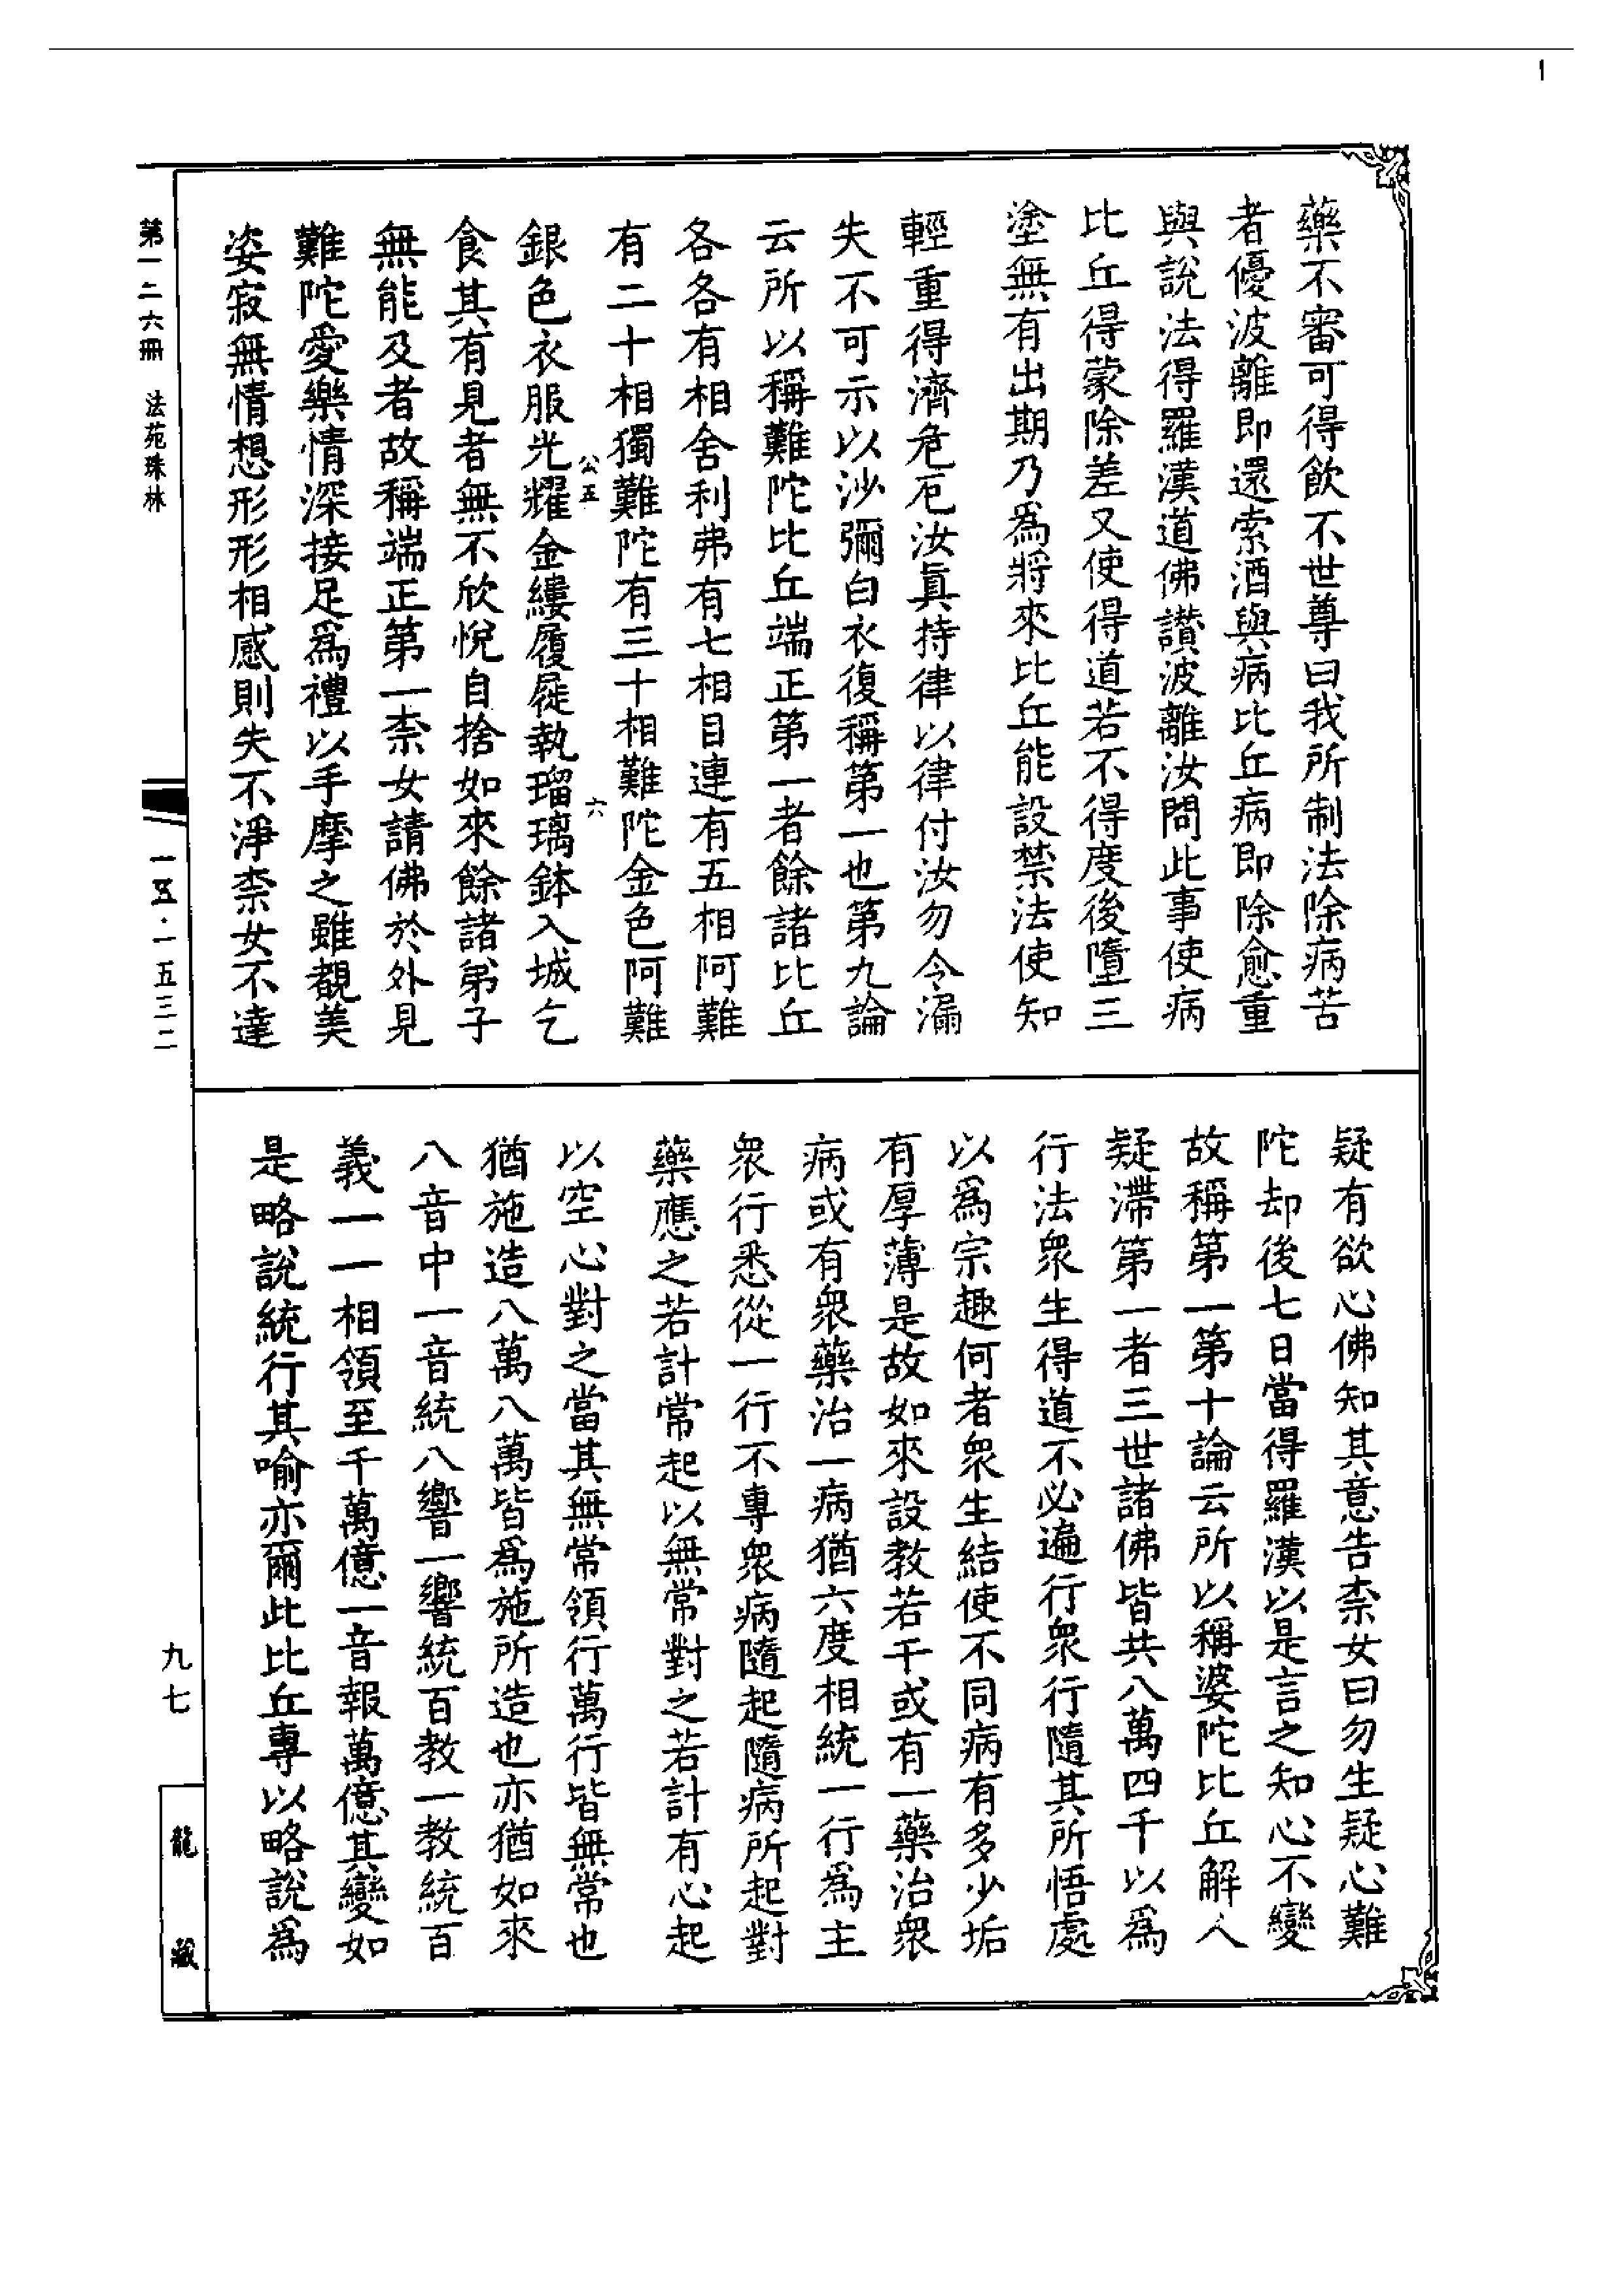 1
藥不審可得飲不世尊曰我所制法除病苦
者優波離即還索酒與病比丘病即除愈重
與說法得羅漢道佛讃波離汝問此事使病
比丘得蒙除差又使得道若不得度後墮三
塗無有出期乃爲將來比丘能設禁法使知
輕重得濟危厄汝眞持律以律付汝勿令漏
失不可示以沙彌白衣復稱第一也第九論
云所以稱難陀比丘端正第一者餘諸比丘
各各有相舍利弗有七相目連有五相阿難
有二十相獨難陀有三十相難陀金色阿難
公五 六
銀色衣服光耀金縷履屣執瑠璃鉢入城乞
食其有見者無不欣悅自捨如來餘諸弟子
無能及者故稱端正第一柰女請佛於外見
難陀愛樂情深接足爲禮以手摩之雖覩美
姿寂無情想形形相感則失不淨柰女不達
疑有欲心佛知其意告柰女曰勿生疑心難
陀却後七日當得羅漢以是言之知心不變
故稱第一第十論云所以稱婆陀比丘解人
疑滯第一者三世諸佛皆共八萬四千以爲
行法衆生得道不必遍行衆行隨其所悟處
以爲宗趣何者衆生結使不同病有多少垢
有厚薄是故如來設教若干或有一藥治衆
病或有衆藥治一病猶六度相統一行爲主
衆行悉從一行不專衆病隨起隨病所起對
藥應之若計常起以無常對之若計有心起
以空心對之當其無常領行萬行皆無常也
猶施造八萬八萬皆爲施所造也亦猶如來
八音中一音統八響一響統百教一教統百
義一一相領至千萬億一音報萬億其變如
是略說統行其喻亦爾此比丘專以略說爲
第一二六冊 法苑珠林
一五·一五三二
九七
龍藏